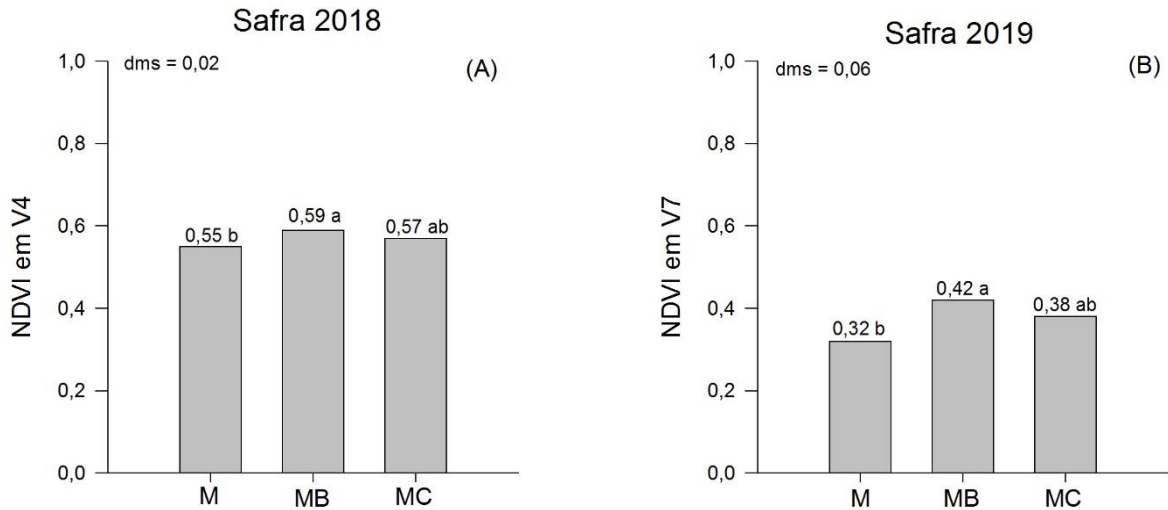 Safra 2018
dms = 0,02
(A)
NDVI em V4
1,0
0,8
0,6
0,4
0,2
0,0
0,55 b
0,59 a
0,57 ab
M
MB
MC
Safra 2019
dms = 0,06
(B)
NDVI em V7
1,0
0,8
0,6
0,4
0,2
0,0
0,32 b
0,42 a
0,38 ab
M
MB
MC